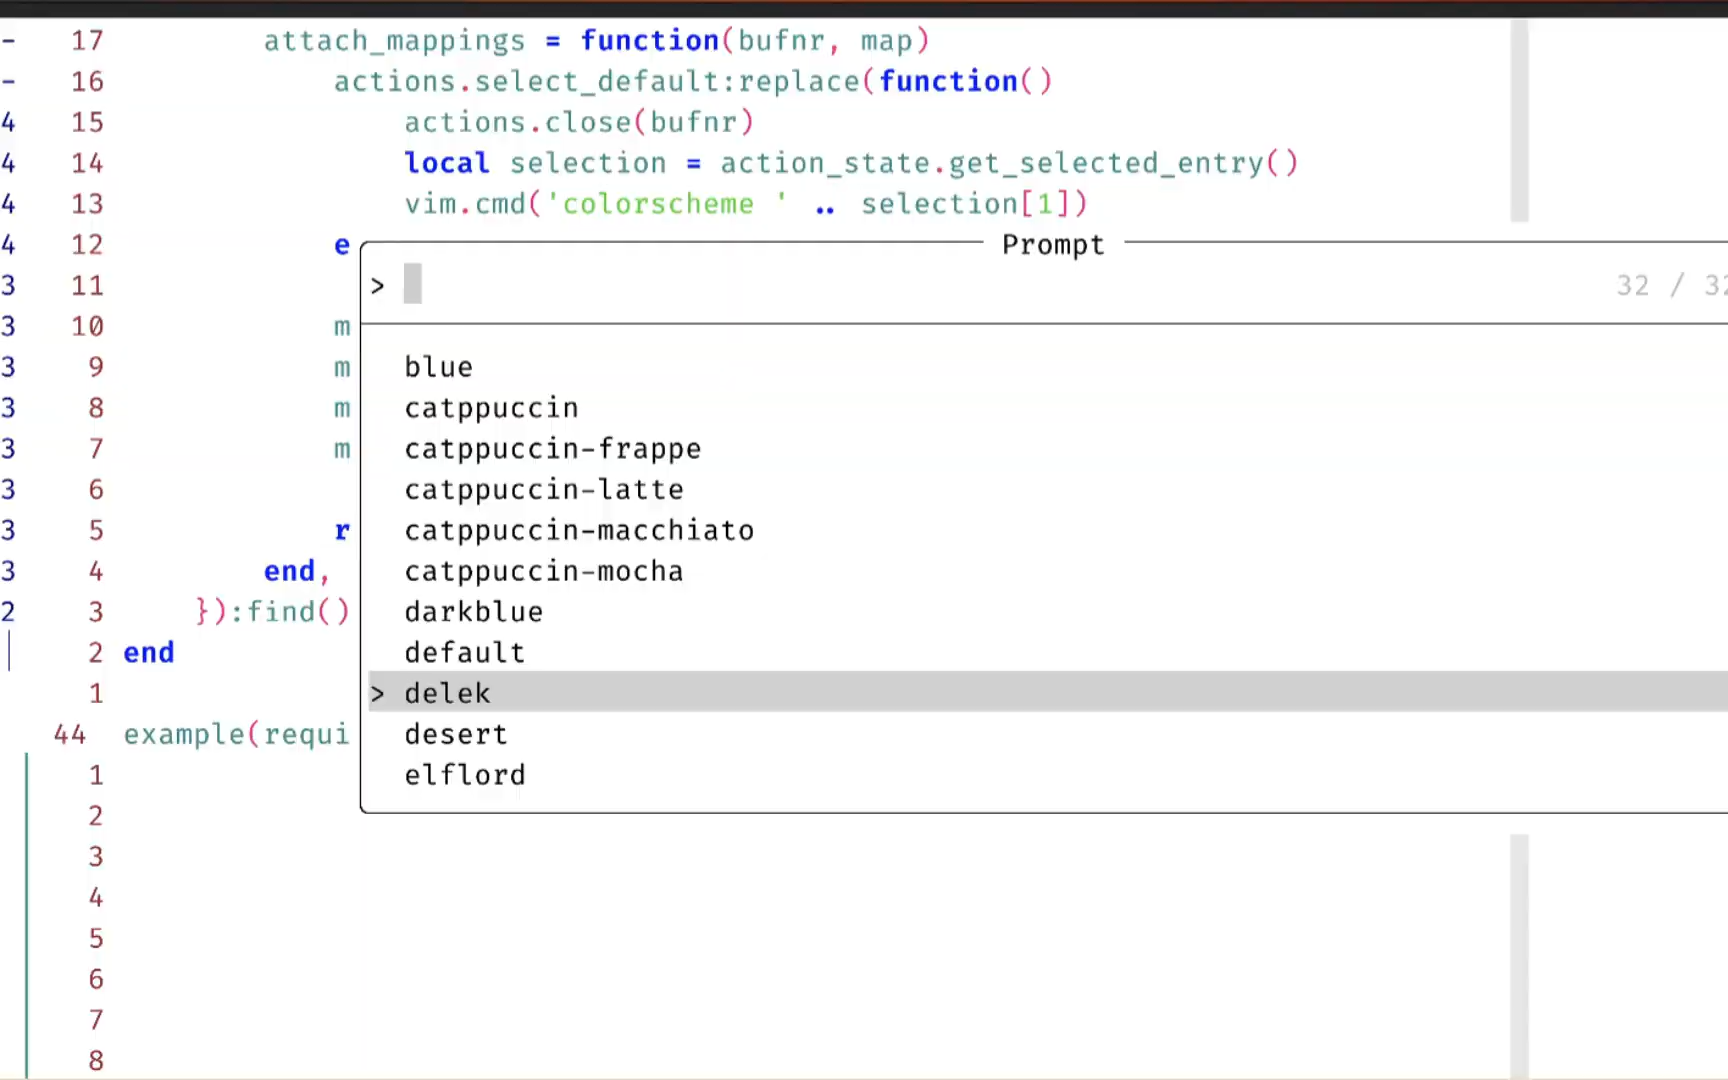 - 17 attach_mappings = function(bufnr, map)
- 16 actions.select_default:replace(function()
4 15 actions.close(bufnr)
4 14 local selection = action_state.get_selected_entry()
4 13 vim.cmd('colorscheme ' .. selection[1])
4 12 e Prompt
3 11 > 32 / 32
3 10 m
3 9 m blue
3 8 m catppuccin
3 7 m catppuccin-frappe
3 6 catppuccin-latte
3 5 r catppuccin-macchiato
3 4 end, catppuccin-mocha
2 3 }):find() darkblue
2 end default
1 > delek
44 example(requi desert
1 elflord
2
3
4
5
6
7
8